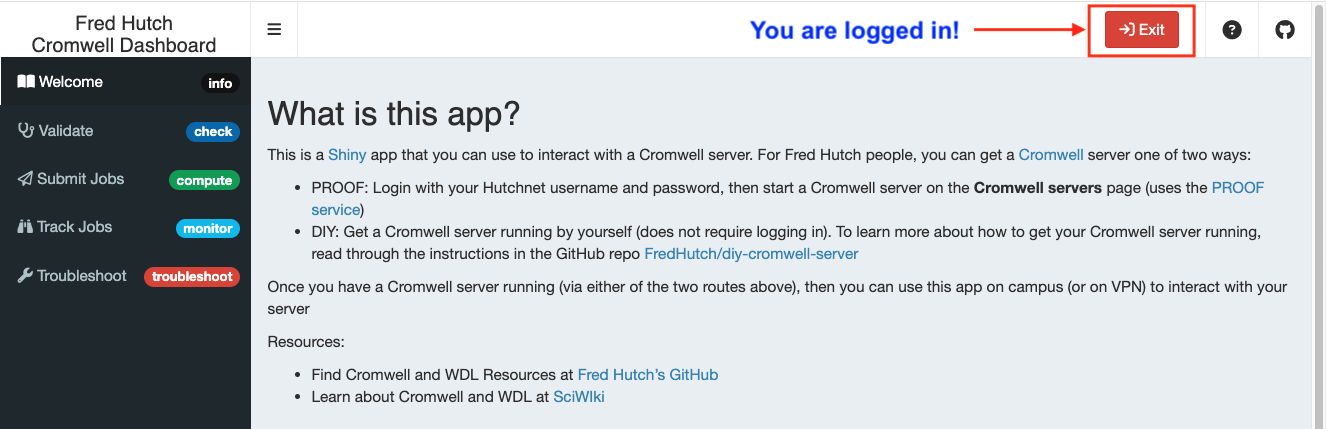 Fred Hutch
Cromwell Dashboard
You are logged in!
Exit
Welcome
info
Validate
check
Submit Jobs
compute
Track Jobs
monitor
Troubleshoot
troubleshoot
What is this app?
This is a Shiny app that you can use to interact with a Cromwell server. For Fred Hutch people, you can get a Cromwell server one of two ways:
• PROOF: Login with your Hutchnet username and password, then start a Cromwell server on the Cromwell servers page (uses the PROOF
service)
• DIY: Get a Cromwell server running by yourself (does not require logging in). To learn more about how to get your Cromwell server running,
read through the instructions in the GitHub repo FredHutch/diy-cromwell-server
Once you have a Cromwell server running (via either of the two routes above), then you can use this app on campus (or on VPN) to interact with your
server
Resources:
• Find Cromwell and WDL Resources at Fred Hutch's GitHub
• Learn about Cromwell and WDL at SciWIki